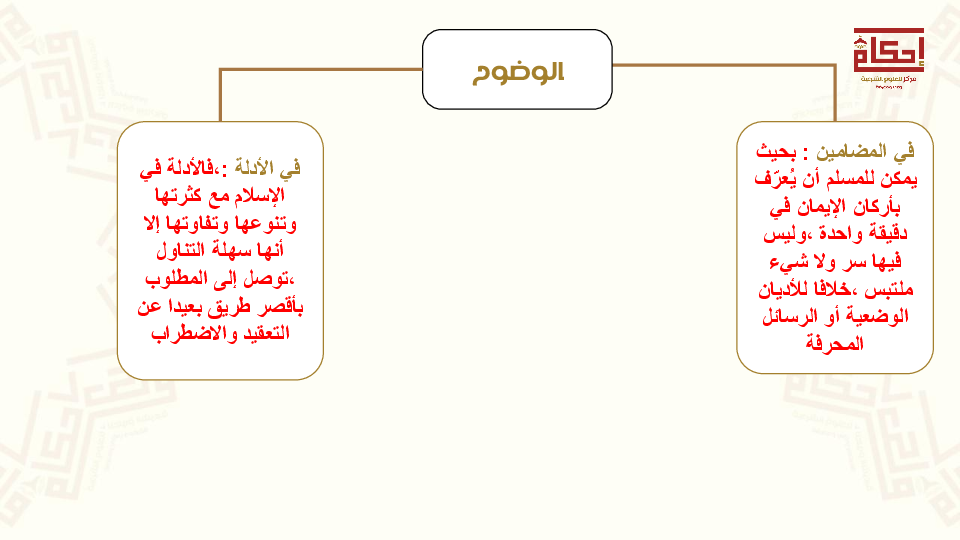 إحكام
مركز للعلوم الشرعية
الوضوح
في المضامين : بحيث
يمكن للمسلم أن يُعرّف
بأركان الإيمان في
دقيقة واحدة ،وليس
فيها سر ولا شيء
ملتبس ،خلافا للأديان
الوضعية أو الرسائل
المحرفة
في الأدلة :،فالأدلة في
الإسلام مع كثرتها
وتنوعها وتفاوتها إلا
أنها سهلة التناول
،توصل إلى المطلوب
بأقصر طريق بعيدا عن
التعقيد والاضطراب